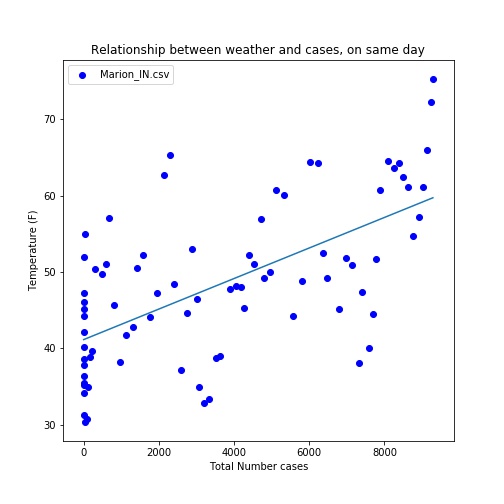 Relationship between weather and cases, on same day
Marion_IN.csv
70
60
50
40
30
Temperature (F)
0 2000 4000 6000 8000
Total Number cases